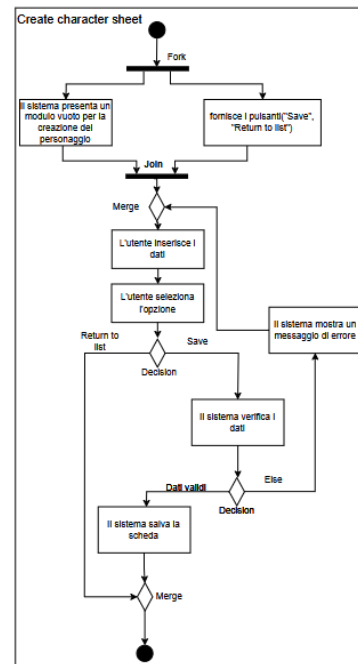 Create character sheet
Fork
Il sistema presenta un
modulo vuoto per la
creazione del
personaggio
fornisce i pulsanti("Save",
"Return to list")
Join
Merge
L'utente inserisce i
dati
L'utente seleziona
l'opzione
Il sistema mostra un
messaggio di errore
Return to
list
Save
Decision
Il sistema verifica i
dati
Dati validi
Else
Decision
Il sistema salva la
scheda
Merge